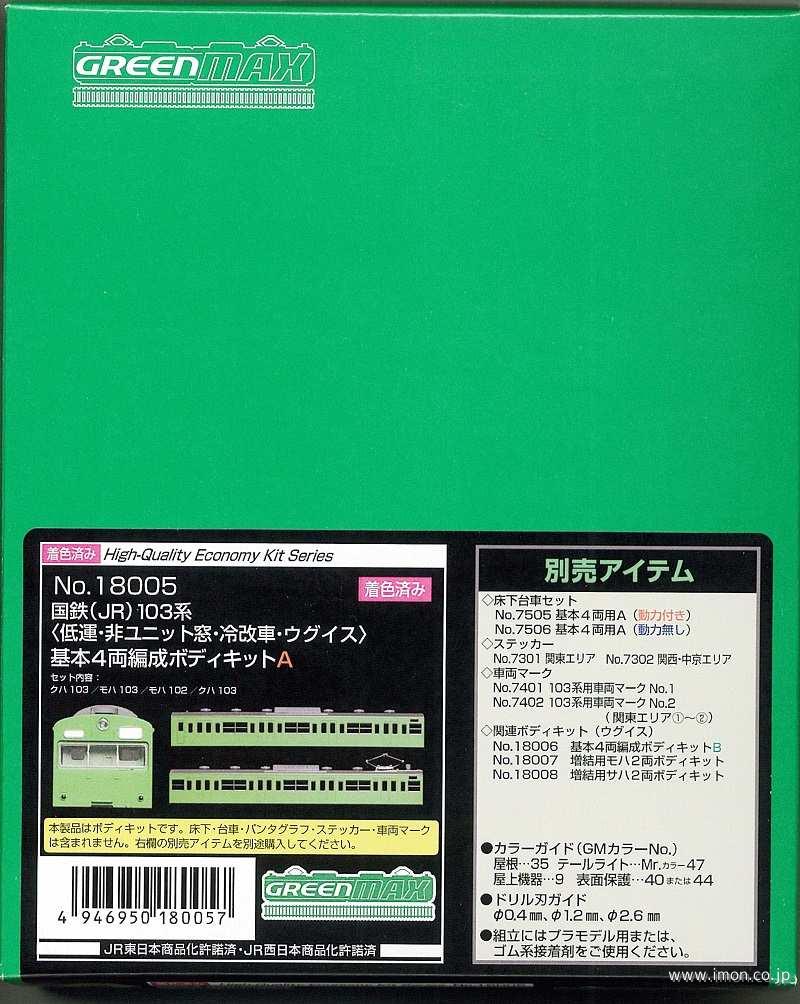 GREENMAX
着色済み High-Quality Economy Kit Series
No.18005
着色済み
国鉄(JR)103系
〈低運・非ユニット窓・冷改車・ウグイス〉
基本4両編成ボディキットA
セット内容:
クハ103/モハ103/モハ102/クハ103
本製品はボディキットです。床下・台車・パンタグラフ・ステッカー・車両マーク
は含まれません。右欄の別売アイテムを別途購入してください。
4 946950 180057
GREENMAX
JR東日本商品化許諾済・JR西日本商品化許諾済
別売アイテム
◇床下台車セット
No.7505 基本4両用A(動力付き)
No.7506 基本4両用A(動力無し)
◇ステッカー
No.7301 関東エリア No.7302 関西・中京エリア
◇車両マーク
No.7401 103系用車両マーク No.1
No.7402 103系用車両マーク No.2
(関東エリア①~②)
◇関連ボディキット(ウグイス)
No.18006 基本4両編成ボディキットB
No.18007 増結用モハ2両ボディキット
No.18008 増結用サハ2両ボディキット
●カラーガイド(GMカラーNo.)
屋根…35 テールライト…Mr.カラー47
屋上機器…9 表面保護…40または44
●ドリル刃ガイド
φ0.4㎜、φ1.2㎜、φ2.6㎜
●組立にはプラモデル用または、
ゴム系接着剤をご使用ください。
www.imon.co.jp